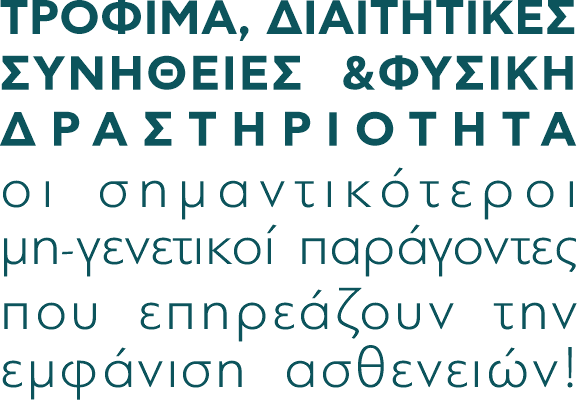 ΤΡΟΦΙΜΑ, ΔΙΑΙΤΗΤΙΚΕΣ
ΣΥΝΗΘΕΙΕΣ &ΦΥΣΙΚΗ
ΔΡΑΣΤΗΡΙΟΤΗΤΑ
οι σημαντικότεροι
μη-γενετικοί παράγοντες
που επηρεάζουν την
εμφάνιση ασθενειών!